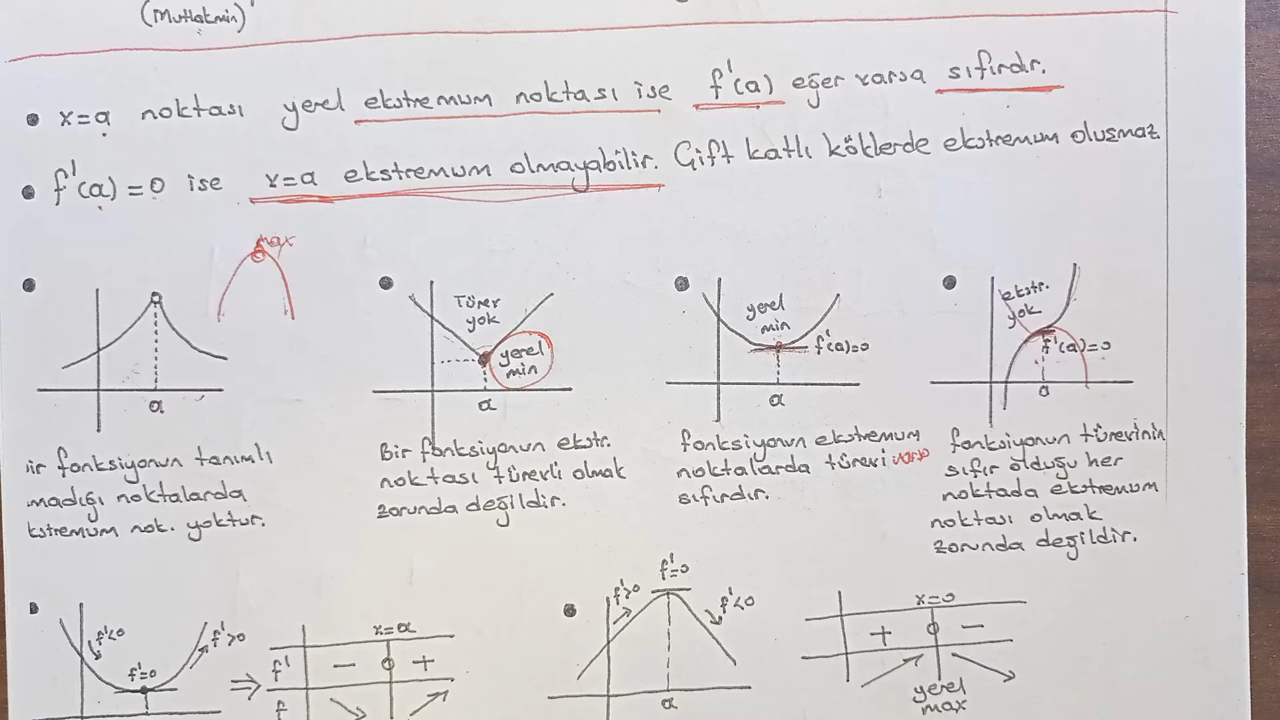 (Mutlak min)
• x=a noktası yerel ekstremum noktası ise f'(a) eğer varsa sıfırdır.
• f'(a)=0 ise x=a ekstremum olmayabilir. Çift katlı köklerde ekstremum oluşmaz
max
a
ir fonksiyonun tanımlı
madığı noktalarda
kstremum nok. yoktur.
Türev
yok
yerel
min
a
Bir fonksiyonun ekstr.
noktası türevli olmak
zorunda değildir.
yerel
min
f'(a)=0
a
fonksiyonun ekstremum
noktalarda türevi varsa
sıfırdır.
ekstr.
yok
f'(a)=0
a
fonksiyonun türevinin
sıfır olduğu her
noktada ekstremum
noktası olmak
zorunda değildir.
f'<0
f'>0
f'=0
⇒
x=a
f' - +
f
f'>0
f'=0
f'<0
a
x=0
+ -
yerel
max